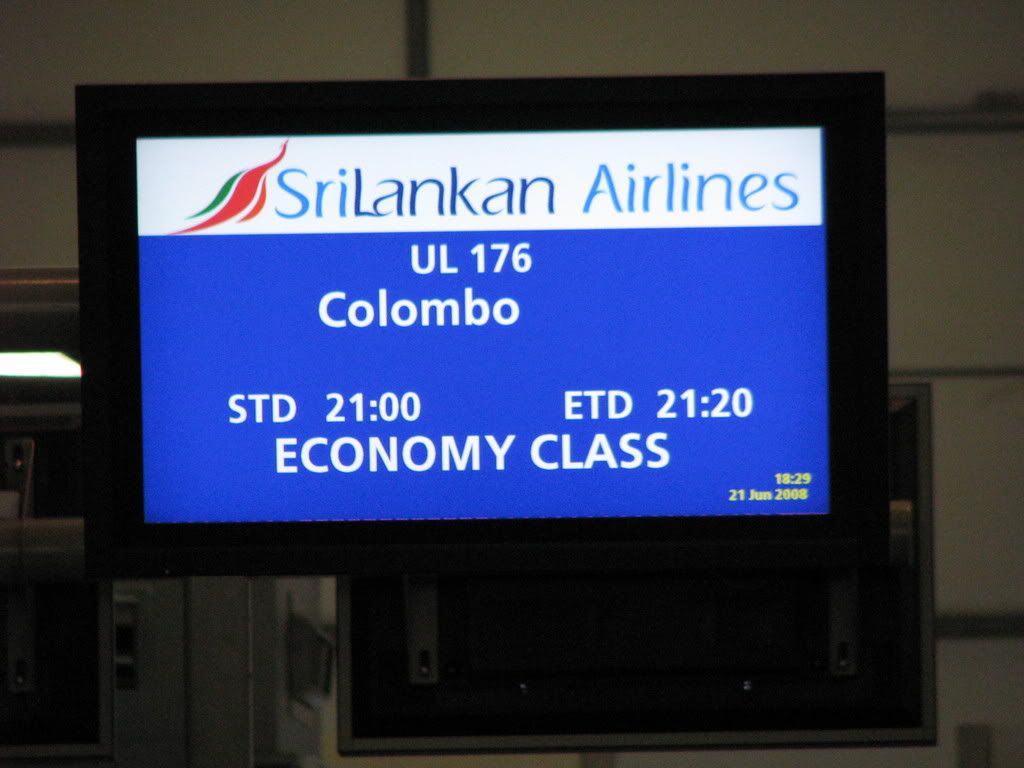 SriLankan Airlines
UL 176
Colombo
STD 21:00 ETD 21:20
ECONOMY CLASS
18:29
21 Jun 2008